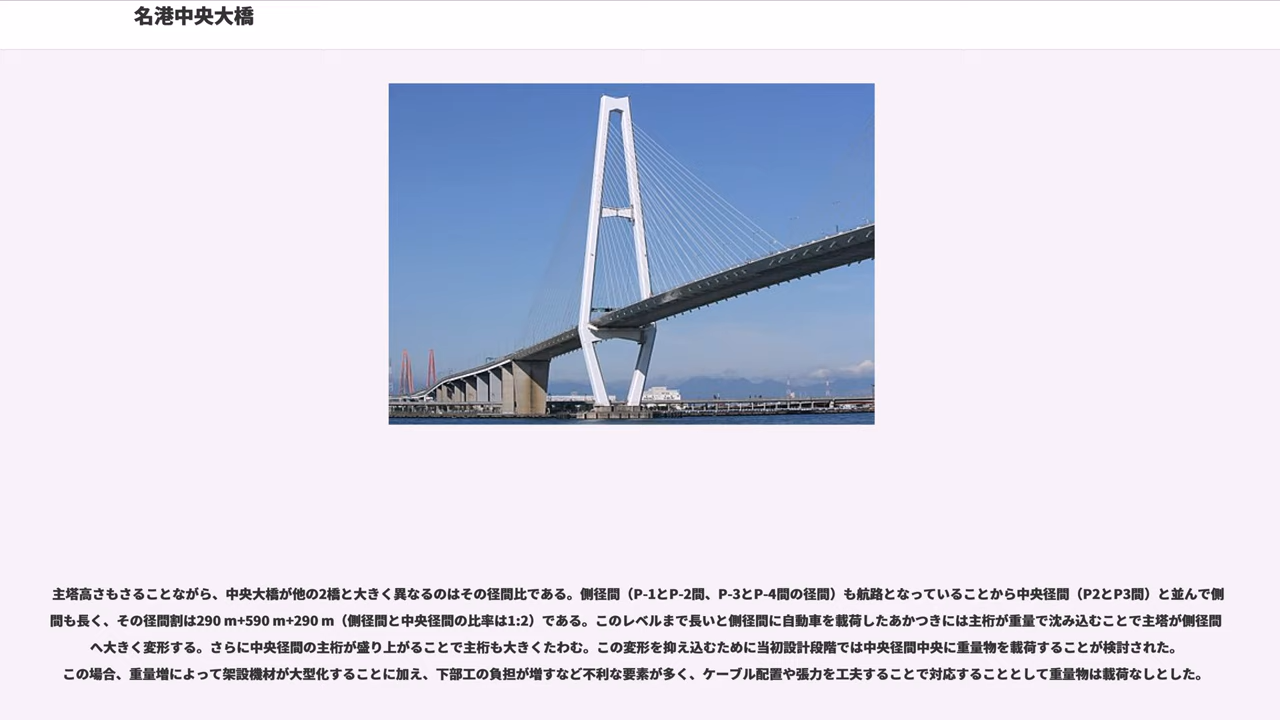 名港中央大橋
主塔高さもさることながら、中央大橋が他の2橋と大きく異なるのはその径間比である。側径間（P-1とP-2間、P-3とP-4間の径間）も航路となっていることから中央径間（P2とP3間）と並んで側
間も長く、その径間割は290 m+590 m+290 m（側径間と中央径間の比率は1:2）である。このレベルまで長いと側径間に自動車を載荷したあかつきには主桁が重量で沈み込むことで主塔が側径間
へ大きく変形する。さらに中央径間の主桁が盛り上がることで主桁も大きくたわむ。この変形を抑え込むために当初設計段階では中央径間中央に重量物を載荷することが検討された。
この場合、重量増によって架設機材が大型化することに加え、下部工の負担が増すなど不利な要素が多く、ケーブル配置や張力を工夫することで対応することとして重量物は載荷なしとした。